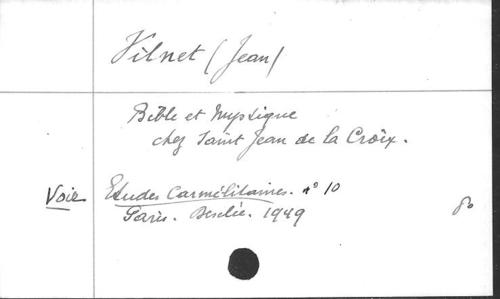 Vilnet (Jean)
Bible et Mystique
chez Saint Jean de la Croix.
Voir Etudes Carmélitaines. n° 10
Paris. Desclée. 1949
8°